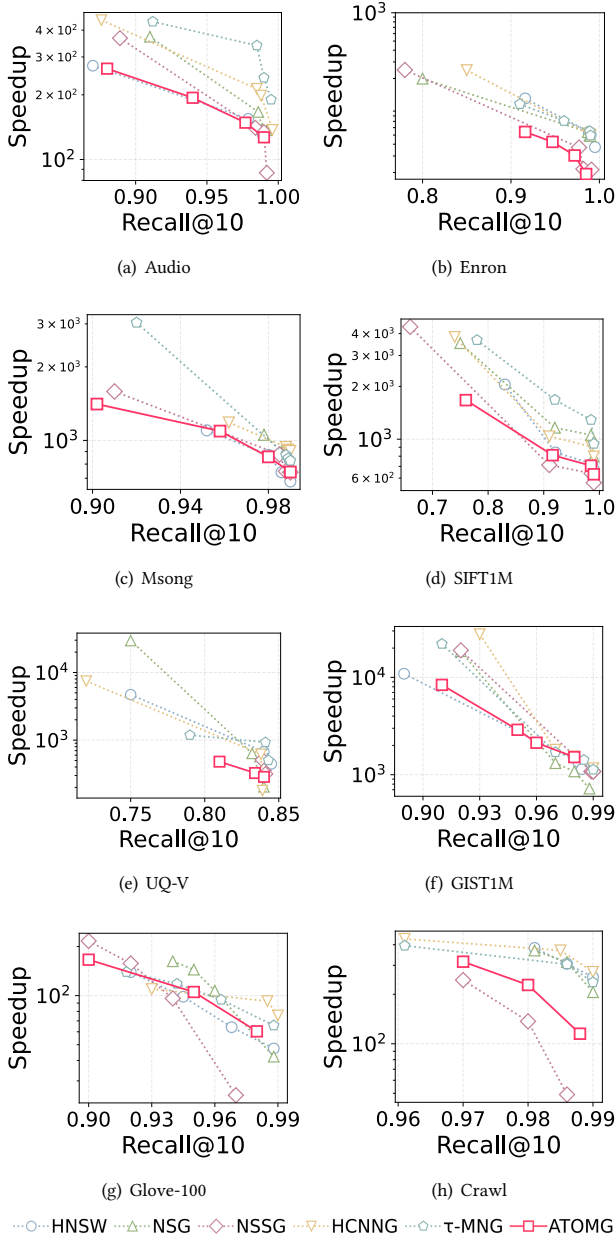 Speedup
4 × 10²
3 × 10²
2 × 10²
10²
0.90 0.95 1.00
Recall@10
(a) Audio
Speedup
10³
0.8 0.9 1.0
Recall@10
(b) Enron
Speedup
3 × 10³
2 × 10³
10³
0.90 0.94 0.98
Recall@10
(c) Msong
Speedup
4 × 10³
3 × 10³
2 × 10³
10³
6 × 10²
0.7 0.8 0.9 1.0
Recall@10
(d) SIFT1M
Speedup
10⁴
10³
0.75 0.80 0.85
Recall@10
(e) UQ-V
Speedup
10⁴
10³
0.90 0.93 0.96 0.99
Recall@10
(f) GIST1M
Speedup
10²
0.90 0.93 0.96 0.99
Recall@10
(g) Glove-100
Speedup
10²
0.96 0.97 0.98 0.99
Recall@10
(h) Crawl
HNSW NSG NSSG HCNNG τ-MNG ATOMG